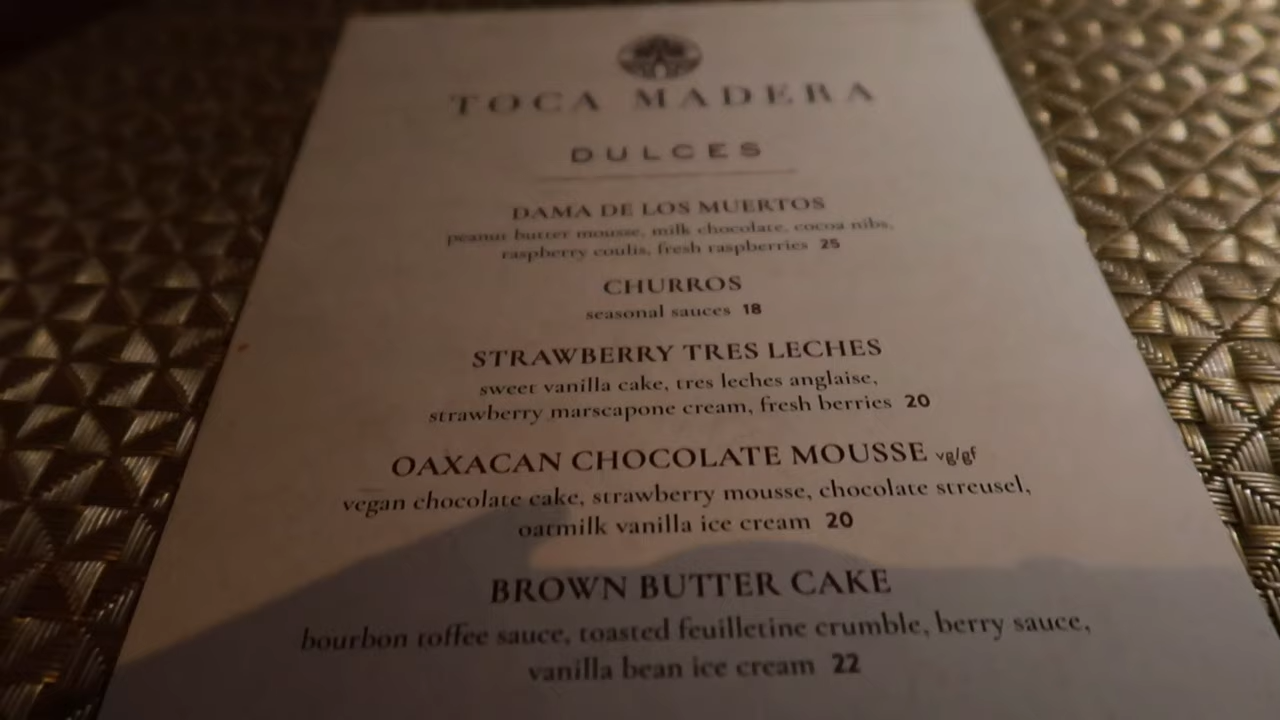 TOCA MADERA
DULCES
DAMA DE LOS MUERTOS
peanut butter mousse, milk chocolate, cocoa nibs,
raspberry coulis, fresh raspberries 25
CHURROS
seasonal sauces 18
STRAWBERRY TRES LECHES
sweet vanilla cake, tres leches anglaise,
strawberry marscapone cream, fresh berries 20
OAXACAN CHOCOLATE MOUSSE vg/gf
vegan chocolate cake, strawberry mousse, chocolate streusel,
oatmilk vanilla ice cream 20
BROWN BUTTER CAKE
bourbon toffee sauce, toasted feuilletine crumble, berry sauce,
vanilla bean ice cream 22